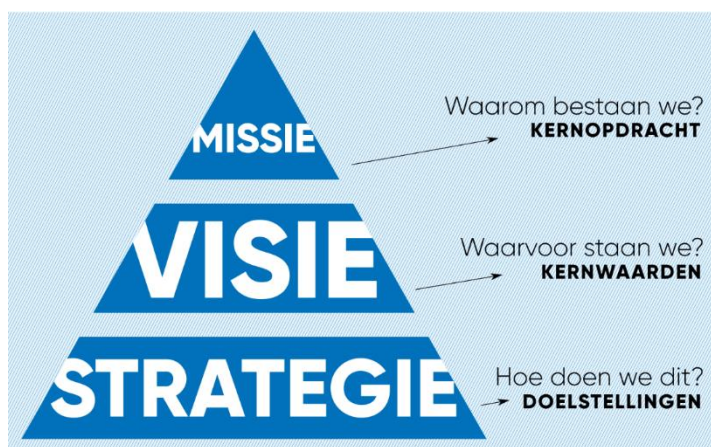 MISSIE
Waarom bestaan we?
KERNOPDRACHT
VISIE
Waarvoor staan we?
KERNWAARDEN
STRATEGIE
Hoe doen we dit?
DOELSTELLINGEN